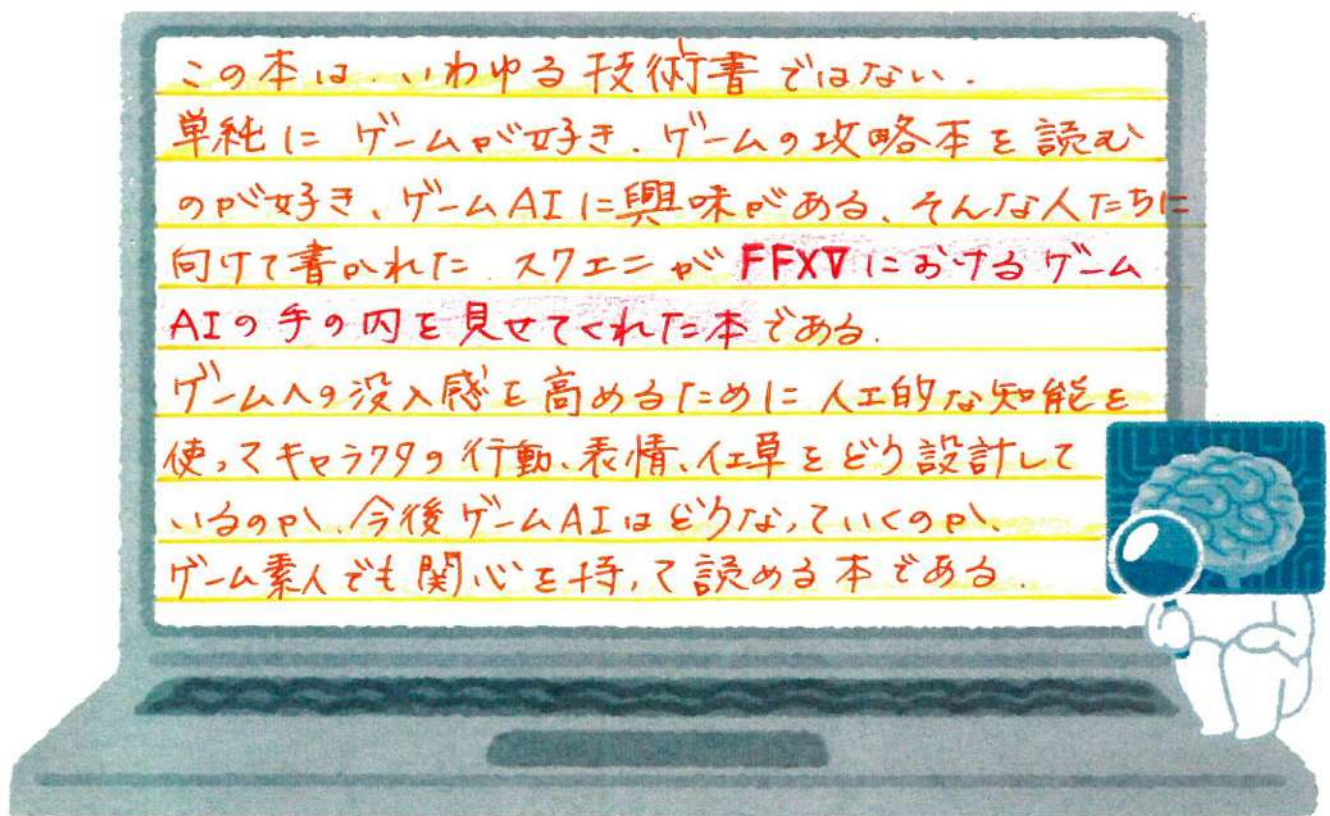 この本は、いわゆる技術書ではない.
単純に ゲームが好き、ゲームの攻略本を読む
のが好き、ゲームAIに興味がある、そんな人たちに
向けて書かれた スクエニが FFXVにおけるゲーム
AIの手の内を見せてくれた本である.
ゲームへの没入感を高めるために人工的な知能を
使ってキャラクタの行動、表情、仕草をどう設計して
いるのか、今後ゲームAIはどうなっていくのか、
ゲーム素人でも関心を持って読める本である.